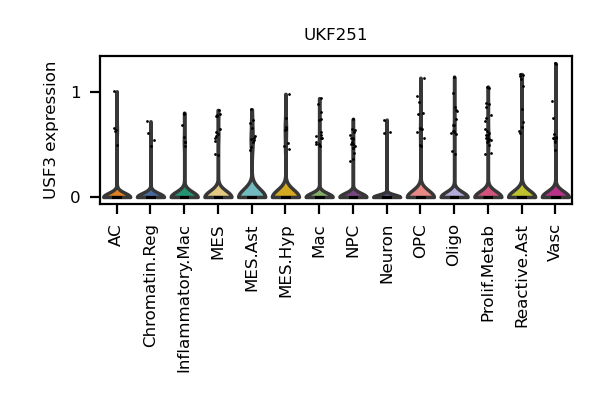 UKF251
USF3 expression
1
0
AC
Chromatin.Reg
Inflammatory.Mac
MES
MES.Ast
MES.Hyp
Mac
NPC
Neuron
OPC
Oligo
Prolif.Metab
Reactive.Ast
Vasc